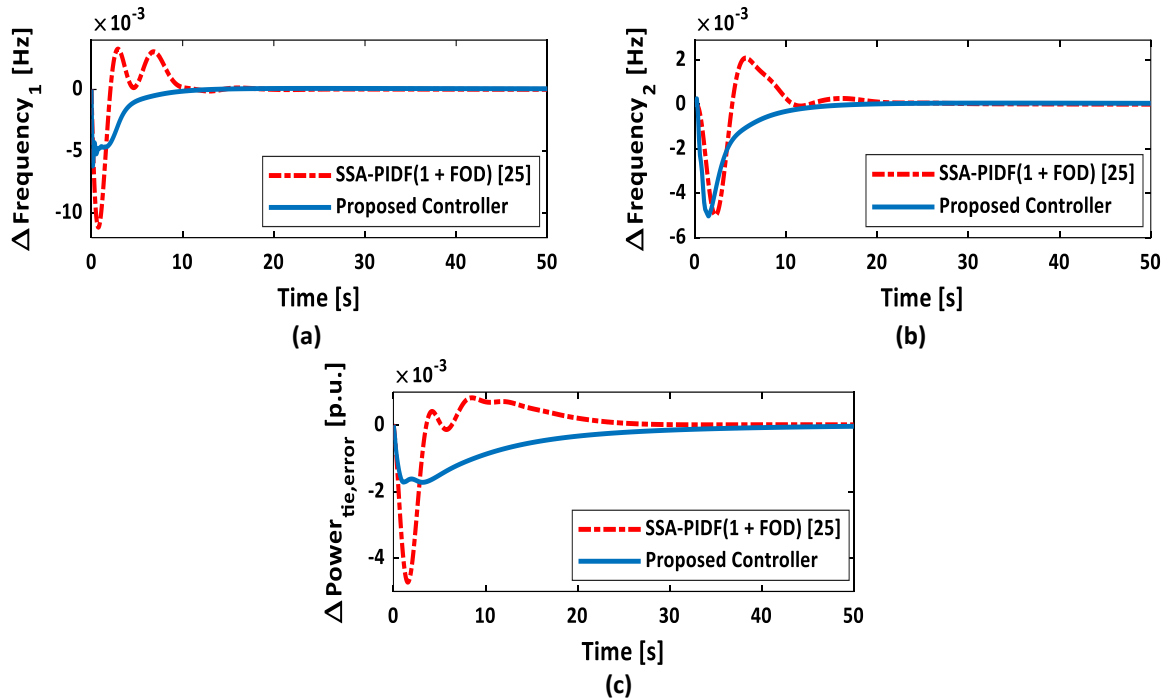 ×10-3
Δ Frequency1 [Hz]
0
-5
-10
SSA-PIDF(1 + FOD) [25]
Proposed Controller
0 10 20 30 40 50
Time [s]
(a)
×10-3
Δ Frequency2 [Hz]
2
0
-2
-4
-6
SSA-PIDF(1 + FOD) [25]
Proposed Controller
0 10 20 30 40 50
Time [s]
(b)
×10-3
Δ Powertie,error [p.u.]
0
-2
-4
SSA-PIDF(1 + FOD) [25]
Proposed Controller
0 10 20 30 40 50
Time [s]
(c)